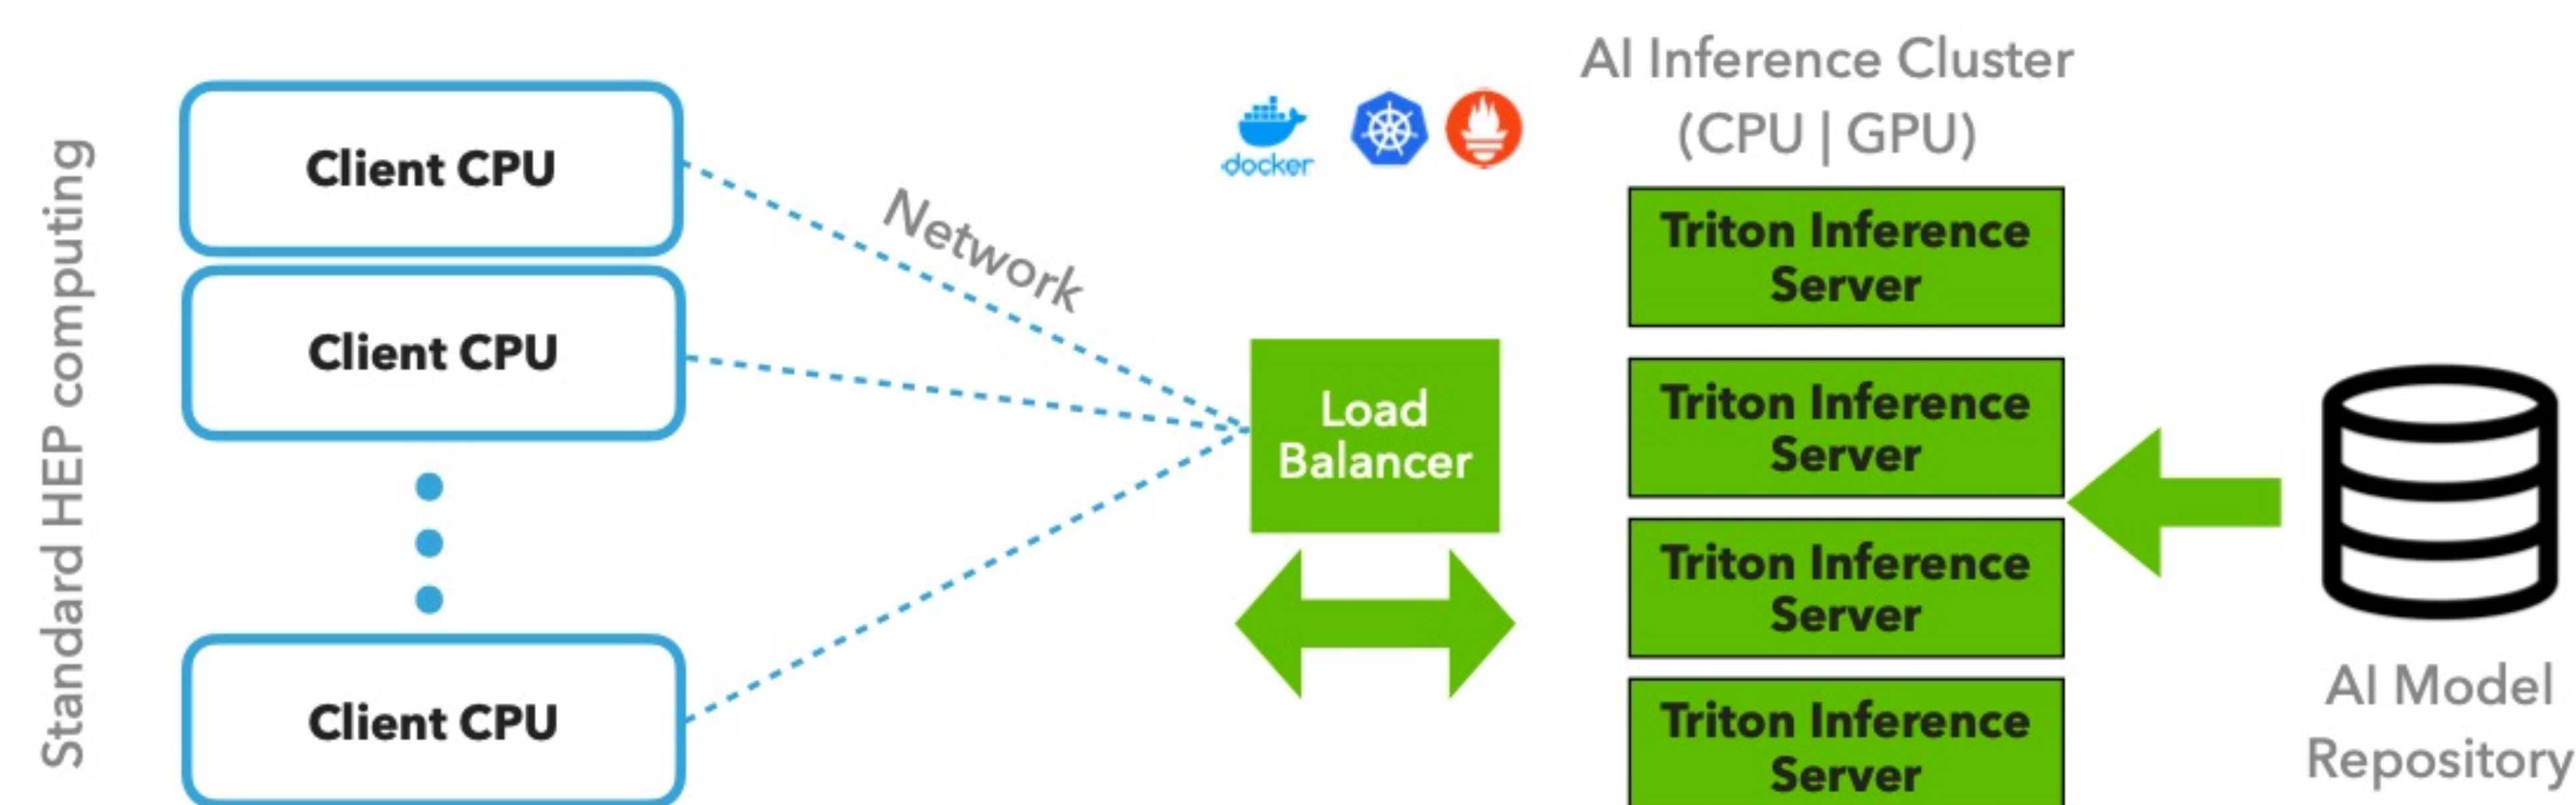 Standard HEP computing
Client CPU
Client CPU
Client CPU
Network
docker
Load
Balancer
AI Inference Cluster
(CPU | GPU)
Triton Inference
Server
Triton Inference
Server
Triton Inference
Server
Triton Inference
Server
AI Model
Repository